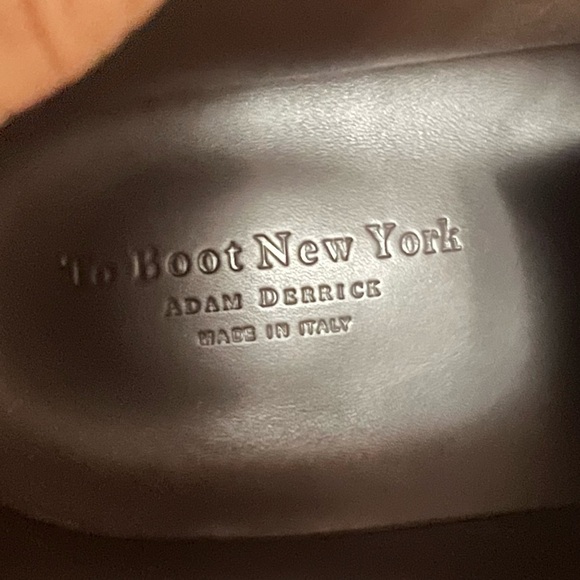 To Boot New York
ADAM DERRICK
MADE IN ITALY